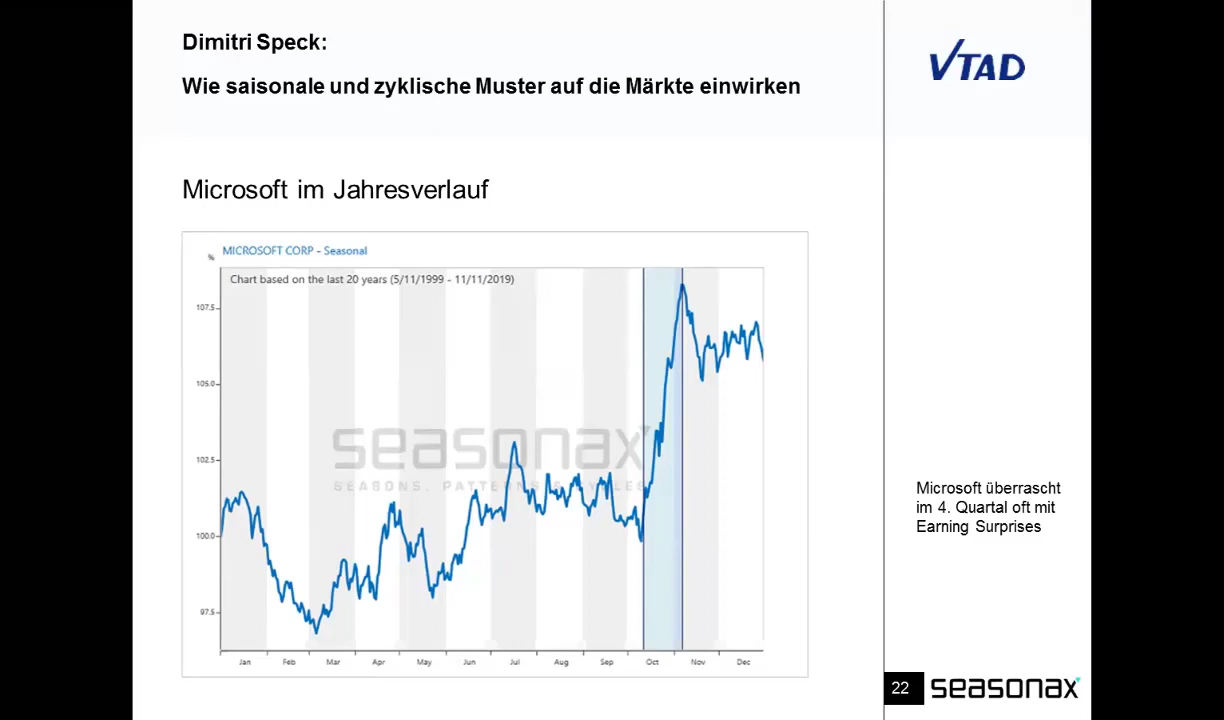 Dimitri Speck:
Wie saisonale und zyklische Muster auf die Märkte einwirken
VTAD
Microsoft im Jahresverlauf
% MICROSOFT CORP - Seasonal
Chart based on the last 20 years (5/11/1999 - 11/11/2019)
107.5
105.0
102.5
100.0
97.5
seasonax
SEASONS. PATTERNS. CYCLES
Jan Feb Mar Apr May Jun Jul Aug Sep Oct Nov Dec
Microsoft überrascht
im 4. Quartal oft mit
Earning Surprises
22 seasonax